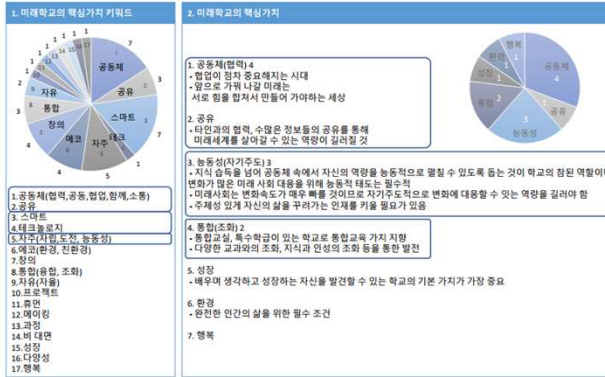 1. 미래학교의 핵심가치 키워드
공동체
공유
스마트
테크
자주
에코
창의
통합
자유
1.공동체(협력,공동,협업,함께,소통)
2.공유
3. 스마트
4.테크놀로지
5.자주(자립,도전, 능동성)
6.에코(환경, 친환경)
7.창의
8.통합(융합, 조화)
9.자유(자율)
10.프로젝트
11.휴먼
12.메이킹
13.과정
14.비 대면
15.성장
16.다양성
17.행복
2. 미래학교의 핵심가치
1. 공동체(협력) 4
• 협업이 점차 중요해지는 시대
• 앞으로 가꿔 나갈 미래는
서로 힘을 합쳐서 만들어 가야하는 세상
2. 공유
• 타인과의 협력, 수많은 정보들의 공유를 통해
미래세계를 살아갈 수 있는 역량이 길러질 것
3. 능동성(자기주도) 3
• 지식 습득을 넘어 공동체 속에서 자신의 역량을 능동적으로 펼칠 수 있도록 돕는 것이 학교의 참된 역할이며
변화가 많은 미래 사회 대응을 위해 능동적 태도는 필수적
• 미래사회는 변화속도가 매우 빠를 것이므로 자기주도적으로 변화에 대응할 수 잇는 역량을 길러야 함
• 주체성 있게 자신의 삶을 꾸려가는 인재를 키울 필요가 있음
4. 통합(조화) 2
• 통합교실, 특수학급이 있는 학교로 통합교육 가치 지향
• 다양한 교과와의 조화, 지식과 인성의 조화 등을 통한 발전
5. 성장
• 배우며 생각하고 성장하는 자신을 발견할 수 있는 학교의 기본 가치가 가장 중요
6. 환경
• 완전한 인간의 삶을 위한 필수 조건
7. 행복
행복
1
환경
1
성장
1
통합
2
공동체
4
공유
1
능동성
3